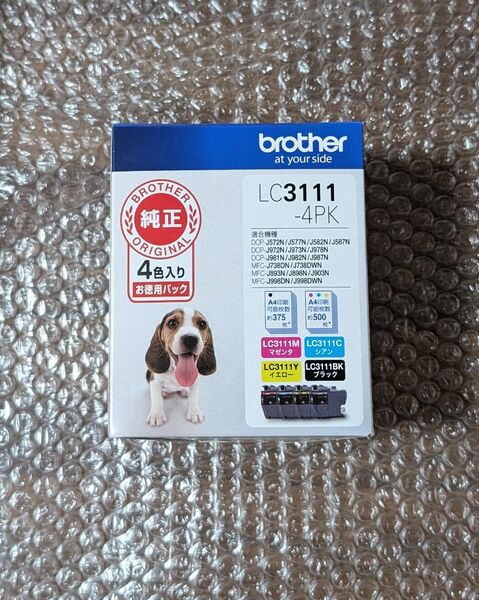 brother
at your side
LC3111
-4PK
BROTHER
純正
ORIGINAL
4色入り
お徳用パック
適合機種
DCP-J572N/J577N/J582N/J587N
DCP-J972N/J973N/J978N
DCP-J981N/J982N/J987N
MFC-J738DN/J738DWN
MFC-J893N/J898N/J903N
MFC-J998DN/J998DWN
A4印刷
可能枚数
約375
枚*
A4印刷
可能枚数
約500
枚*
LC3111M
マゼンタ
LC3111C
シアン
LC3111Y
イエロー
LC3111BK
ブラック